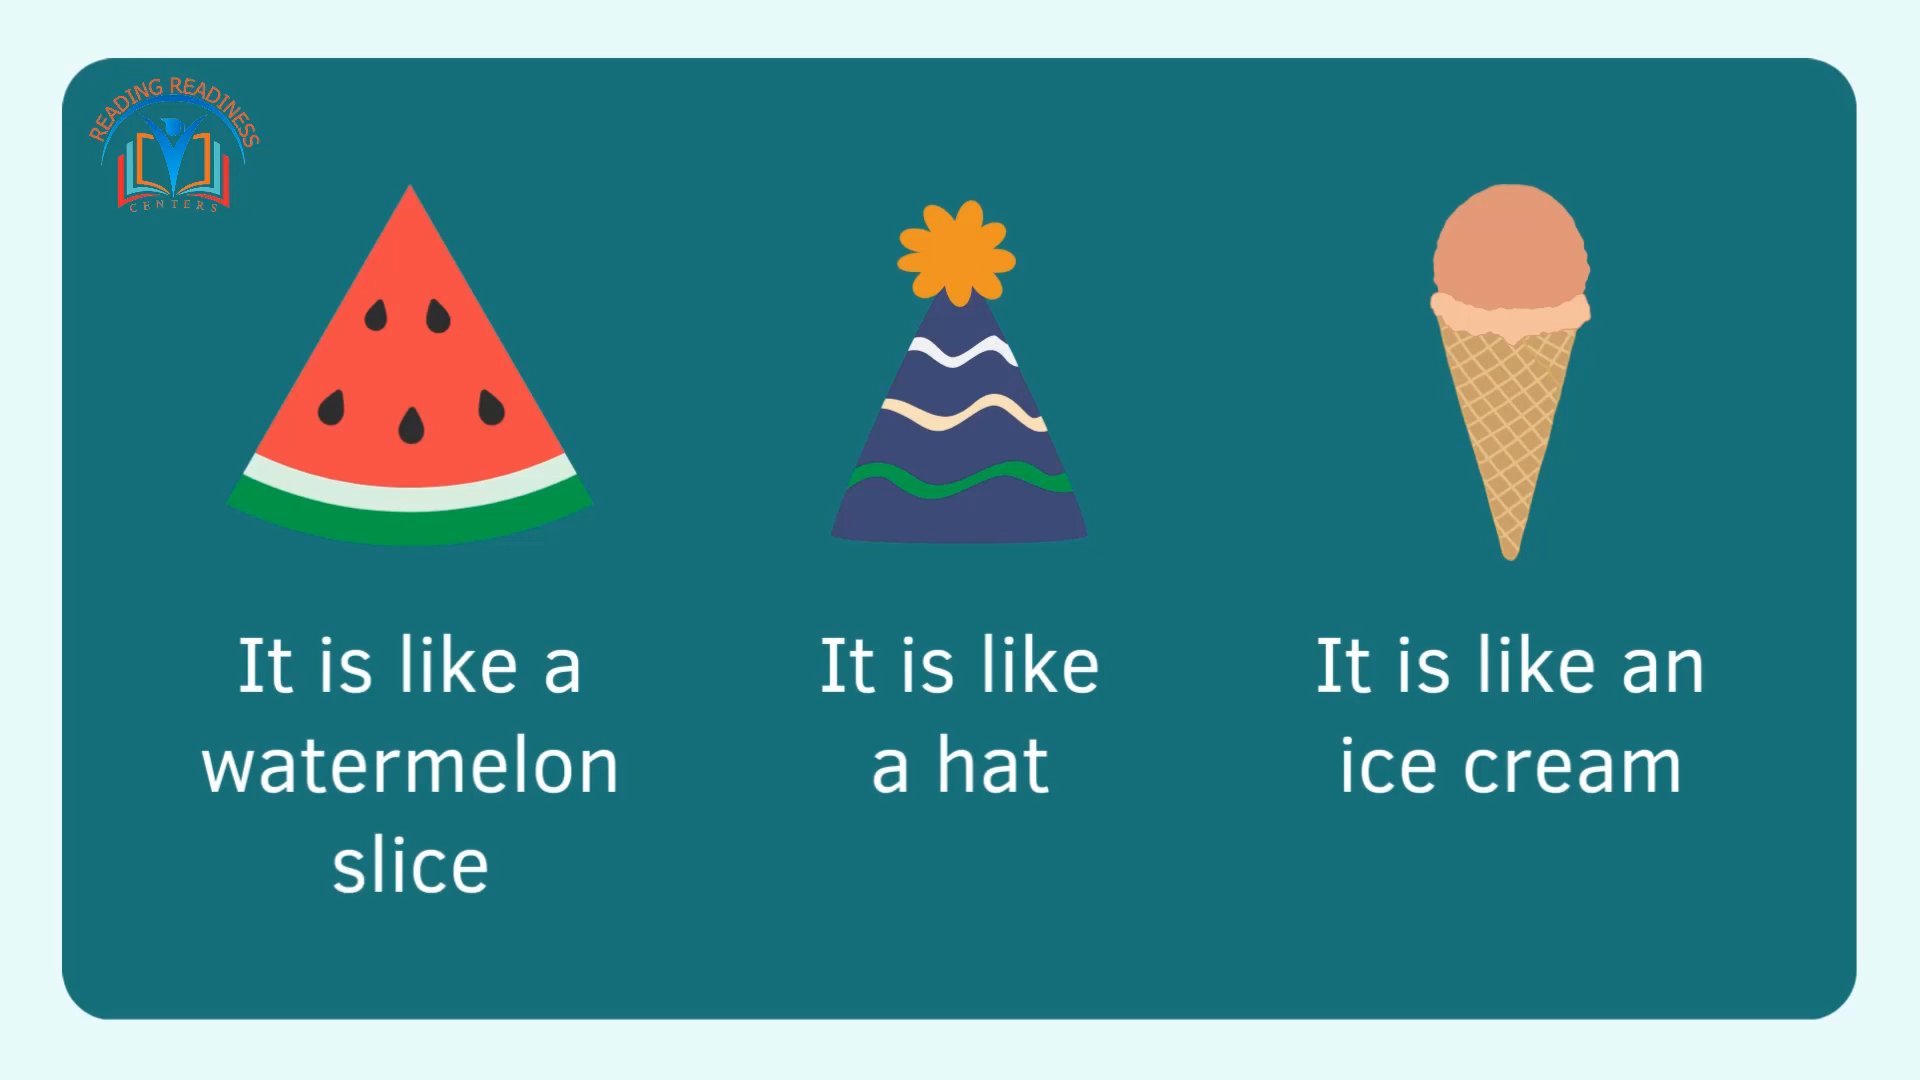 READING READINESS
CENTERS
It is like a
watermelon
slice
It is like
a hat
It is like an
ice cream